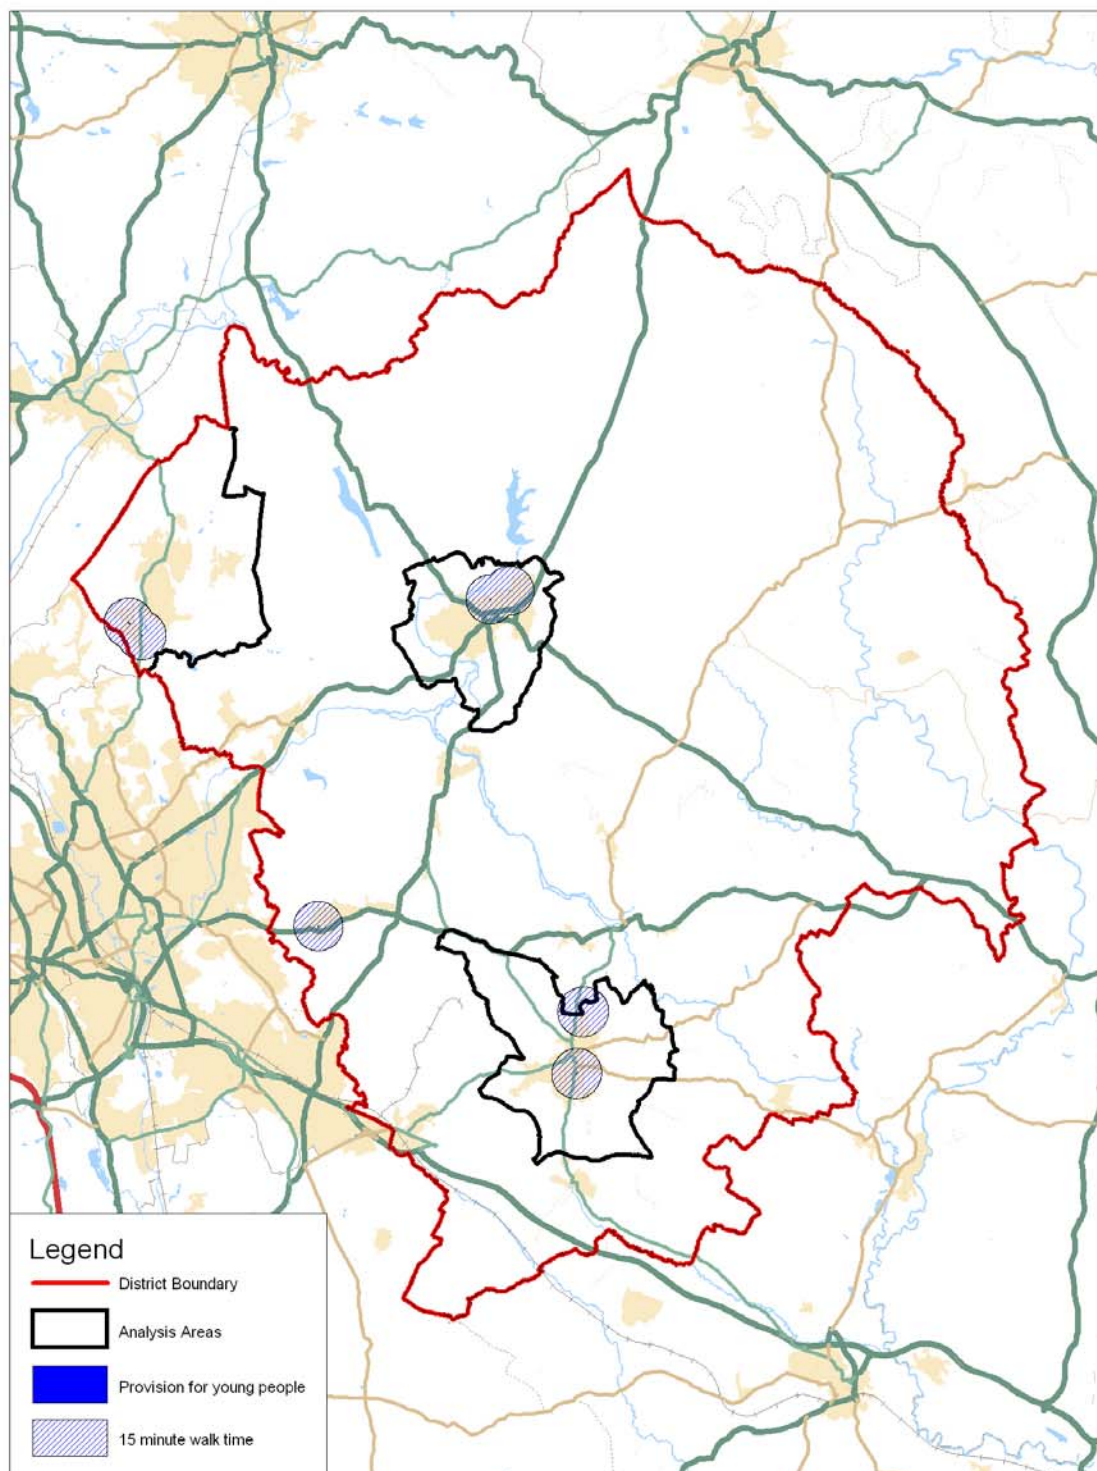 Legend
District Boundary
Analysis Areas
Provision for young people
15 minute walk time